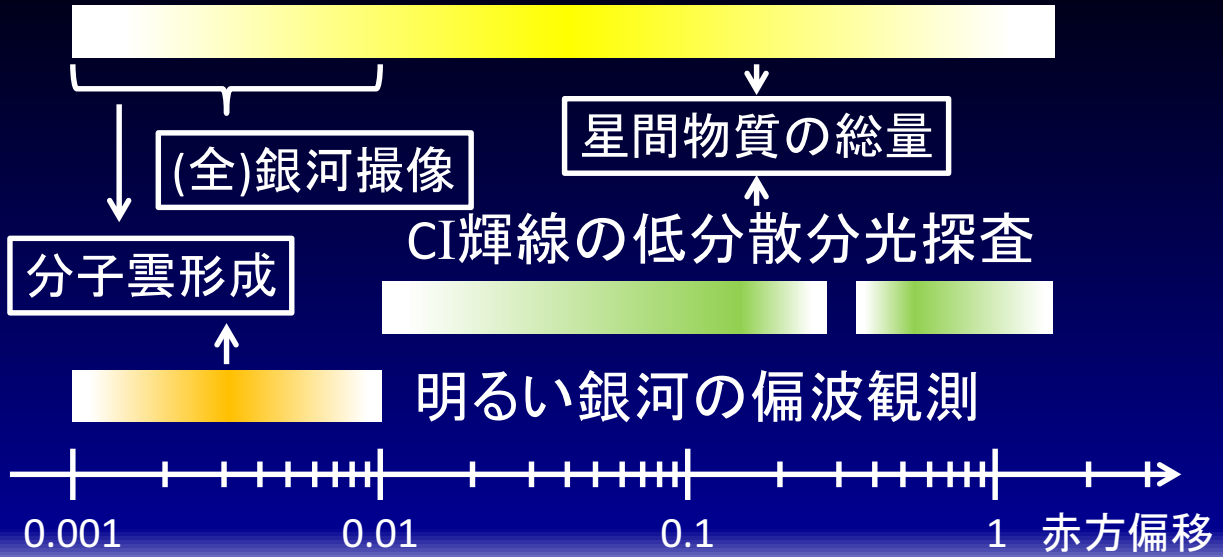 星間物質の総量
(全)銀河撮像
CI輝線の低分散分光探査
分子雲形成
明るい銀河の偏波観測
0.001 0.01 0.1 1 赤方偏移